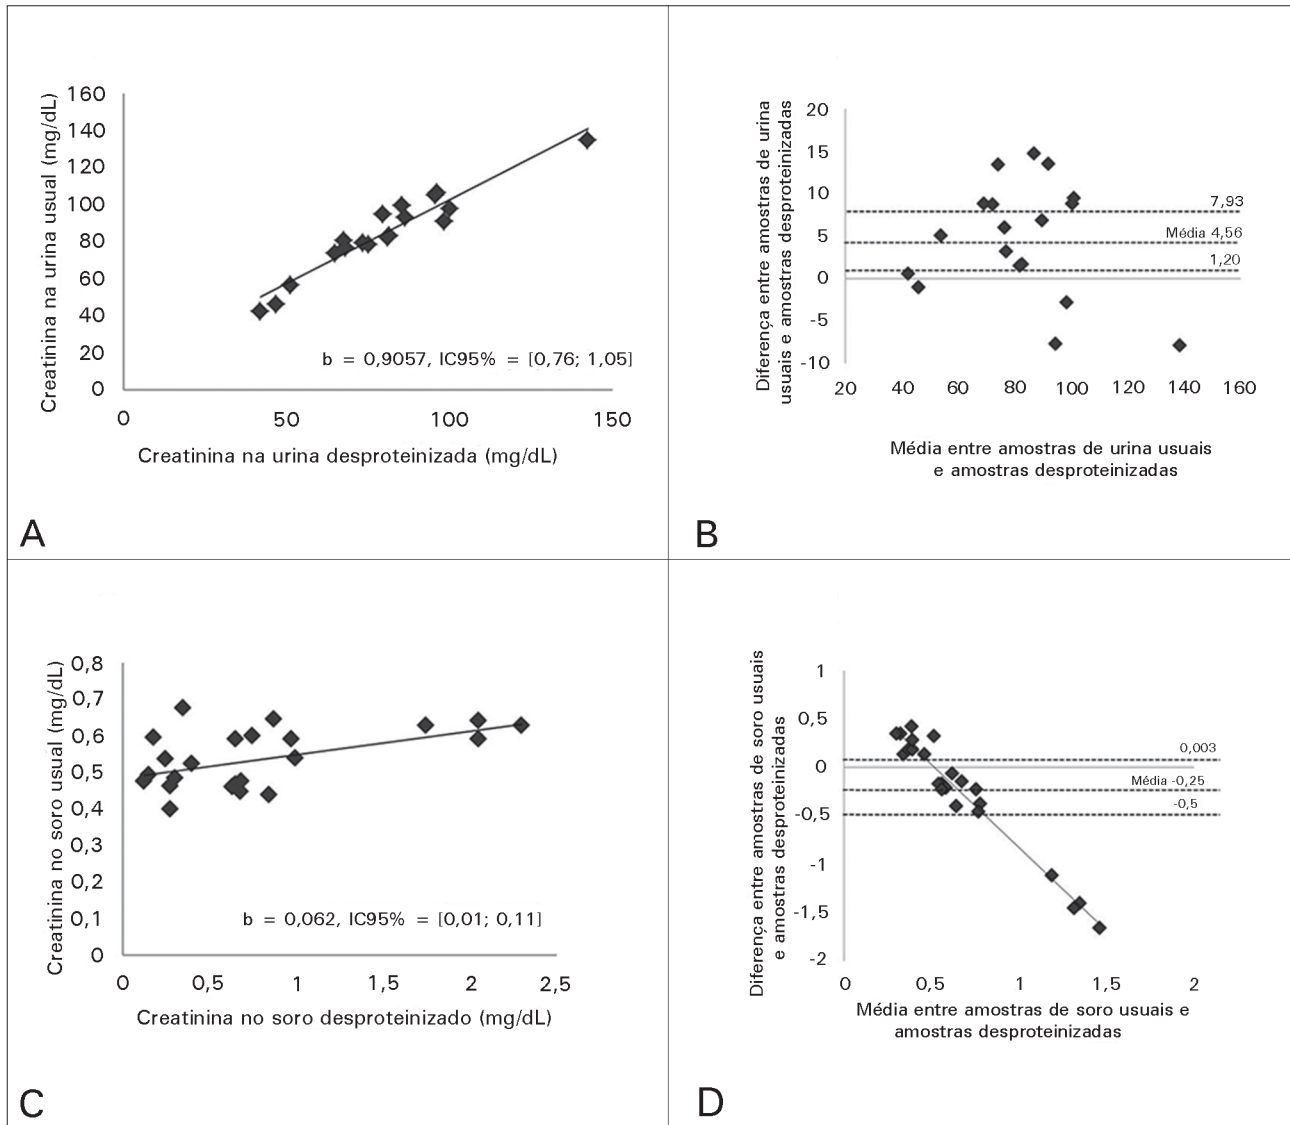 Creatinina na urina usual (mg/dL)
160
140
120
100
80
60
40
20
0
b = 0,9057, IC95% = [0,76; 1,05]
0
50
100
150
Creatinina na urina desproteinizada (mg/dL)
A
Diferença entre amostras de urina
usuais e amostras desproteinizadas
20
15
10
5
0
-5
-10
7,93
Média 4,56
1,20
20
40
60
80
100
120
140
160
Média entre amostras de urina usuais
e amostras desproteinizadas
B
Creatinina no soro usual (mg/dL)
0,8
0,7
0,6
0,5
0,4
0,3
0,2
0,1
0
b = 0,062, IC95% = [0,01; 0,11]
0
0,5
1
1,5
2
2,5
Creatinina no soro desproteinizado (mg/dL)
C
Diferença entre amostras de soro usuais
e amostras desproteinizadas
1
0,5
0
-0,5
-1
-1,5
-2
0,003
Média -0,25
-0,5
0
0,5
1
1,5
2
Média entre amostras de soro usuais e
amostras desproteinizadas
D